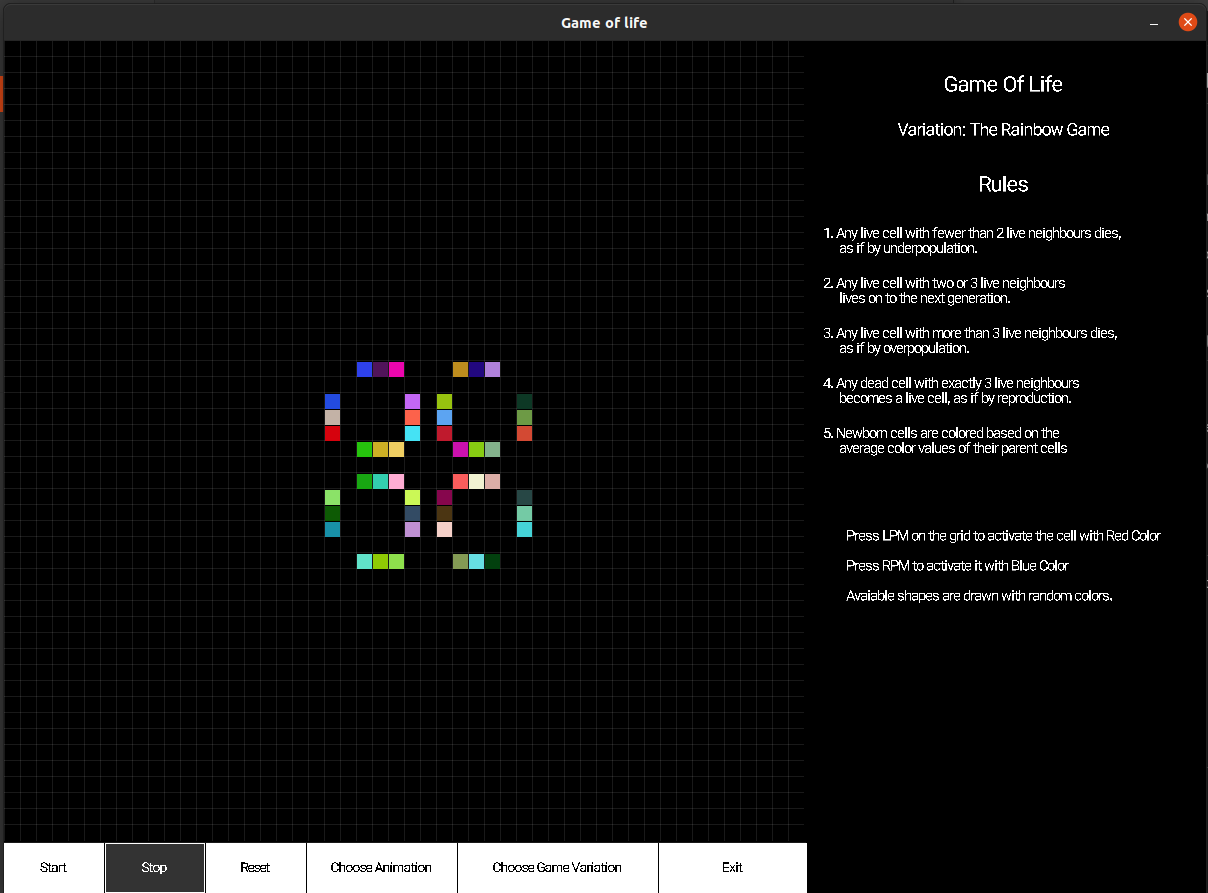 Game of life
Game Of Life
Variation: The Rainbow Game
Rules
1. Any live cell with fewer than 2 live neighbours dies,
as if by underpopulation.
2. Any live cell with two or 3 live neighbours
lives on to the next generation.
3. Any live cell with more than 3 live neighbours dies,
as if by overpopulation.
4. Any dead cell with exactly 3 live neighbours
becomes a live cell, as if by reproduction.
5. Newborn cells are colored based on the
average color values of their parent cells
Press LPM on the grid to activate the cell with Red Color
Press RPM to activate it with Blue Color
Avaiable shapes are drawn with random colors.
Start
Stop
Reset
Choose Animation
Choose Game Variation
Exit